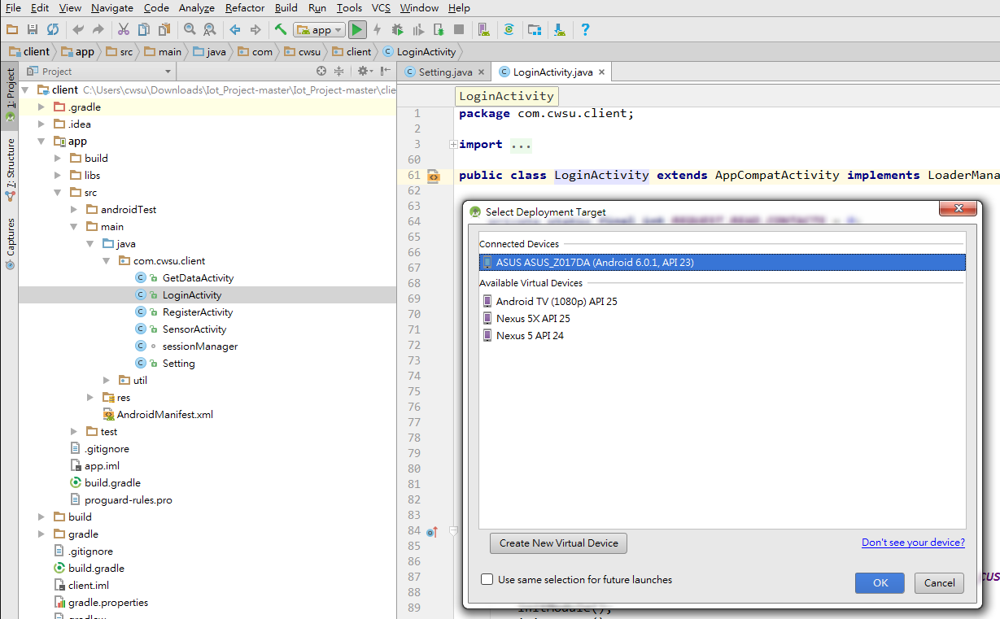 File Edit View Navigate Code Analyze Refactor Build Run Tools VCS Window Help
app
client app src main java com cwsu client LoginActivity
1: Project
7: Structure
Captures
Project
client C:\Users\cwsu\Downloads\Iot_Project-master\Iot_Project-master\clie
.gradle
.idea
app
build
libs
src
androidTest
main
java
com.cwsu.client
GetDataActivity
LoginActivity
RegisterActivity
SensorActivity
sessionManager
Setting
util
res
AndroidManifest.xml
test
.gitignore
app.iml
build.gradle
proguard-rules.pro
build
gradle
.gitignore
build.gradle
client.iml
gradle.properties
Setting.java LoginActivity.java
LoginActivity
1 package com.cwsu.client;
2
3 import ...
60
61 public class LoginActivity extends AppCompatActivity implements LoaderMana
62
63
64
65
66
67
68
69
70
71
72
73
74
75
76
77
78
79
80
81
82
83
84
85
86
87
88
89
Select Deployment Target
Connected Devices
ASUS ASUS_Z017DA (Android 6.0.1, API 23)
Available Virtual Devices
Android TV (1080p) API 25
Nexus 5X API 25
Nexus 5 API 24
Create New Virtual Device
Don't see your device?
Use same selection for future launches
OK
Cancel
CUS